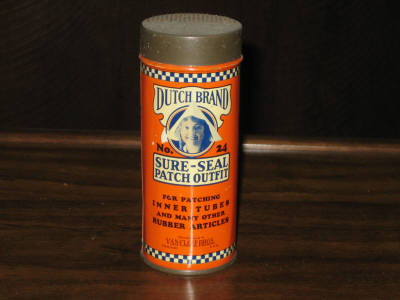 DUTCH BRAND
No. 24
SURE-SEAL
PATCH OUTFIT
FOR PATCHING
INNER TUBES
AND MANY OTHER
RUBBER ARTICLES
VAN CLEEF BROS.